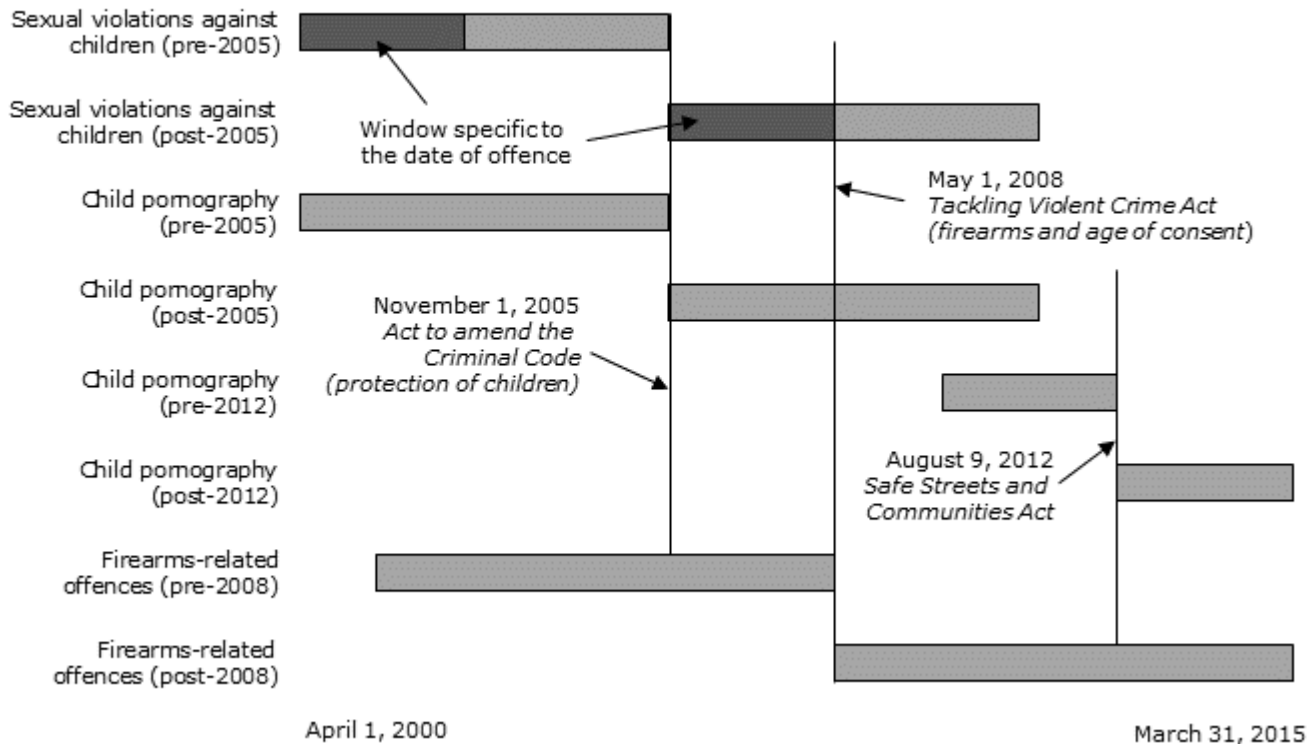 Sexual violations against
children (pre-2005)
Sexual violations against
children (post-2005)
Window specific to
the date of offence
Child pornography
(pre-2005)
May 1, 2008
Tackling Violent Crime Act
(firearms and age of consent)
Child pornography
(post-2005)
November 1, 2005
Act to amend the
Criminal Code
(protection of children)
Child pornography
(pre-2012)
Child pornography
(post-2012)
August 9, 2012
Safe Streets and
Communities Act
Firearms-related
offences (pre-2008)
Firearms-related
offences (post-2008)
April 1, 2000
March 31, 2015